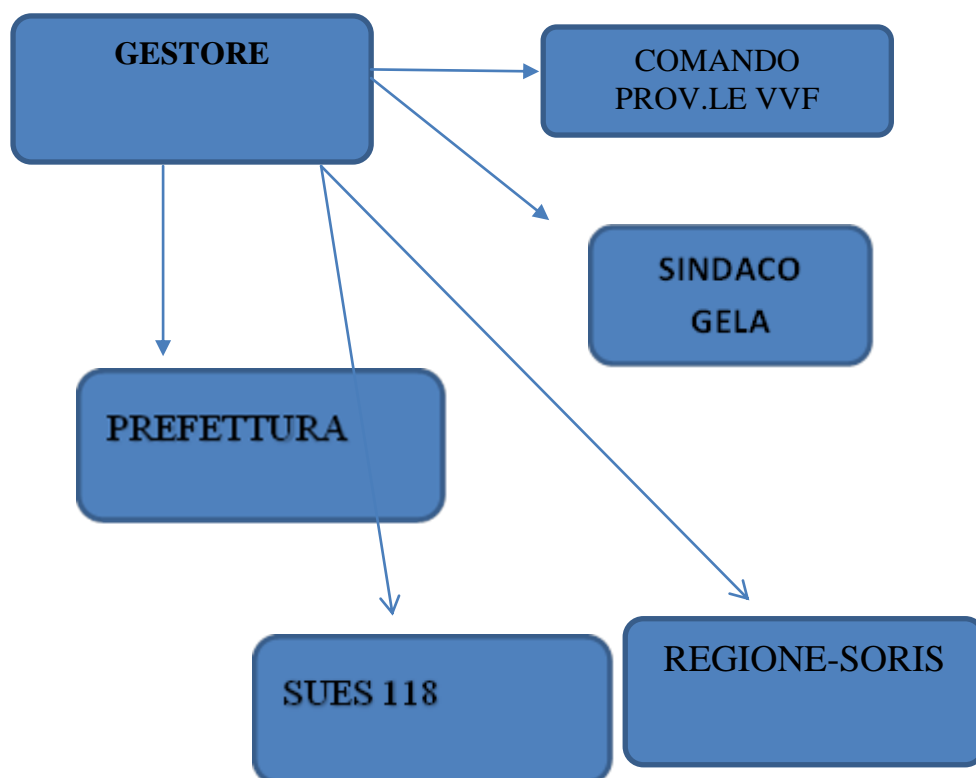 GESTORE
COMANDO
PROV.LE VVF
SINDACO
GELA
PREFETTURA
SUES 118
REGIONE-SORIS